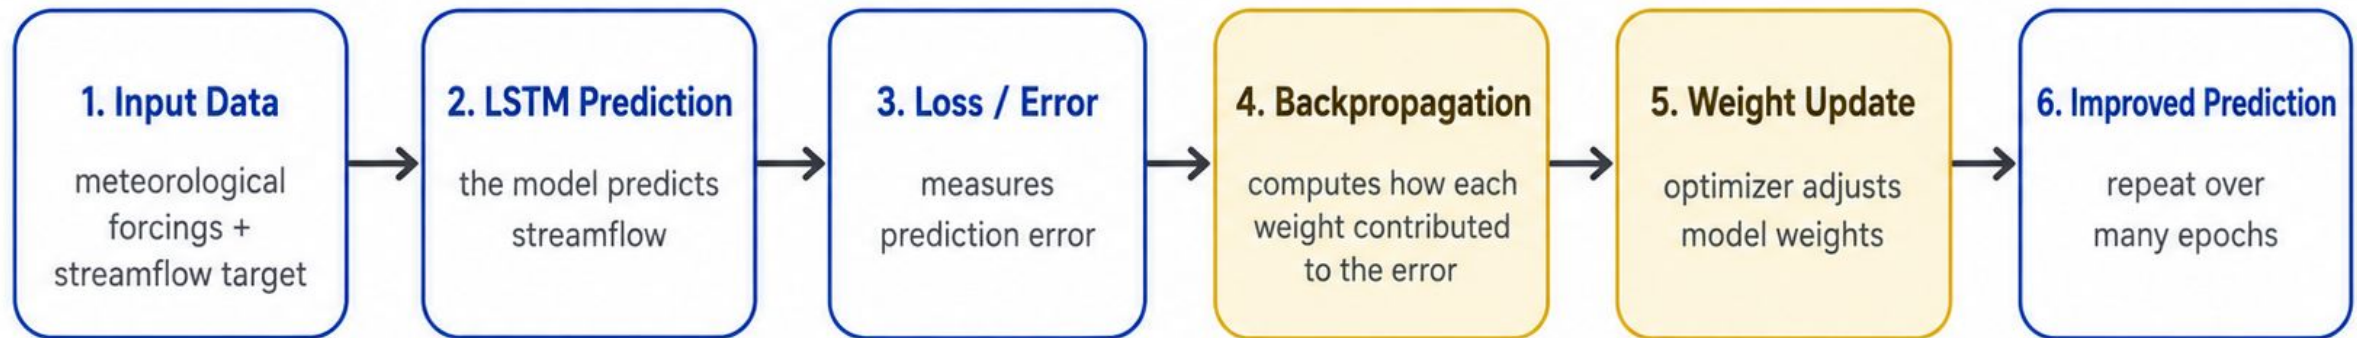 1. Input Data
meteorological
forcings +
streamflow target
2. LSTM Prediction
the model predicts
streamflow
3. Loss / Error
measures
prediction error
4. Backpropagation
computes how each
weight contributed
to the error
5. Weight Update
optimizer adjusts
model weights
6. Improved Prediction
repeat over
many epochs